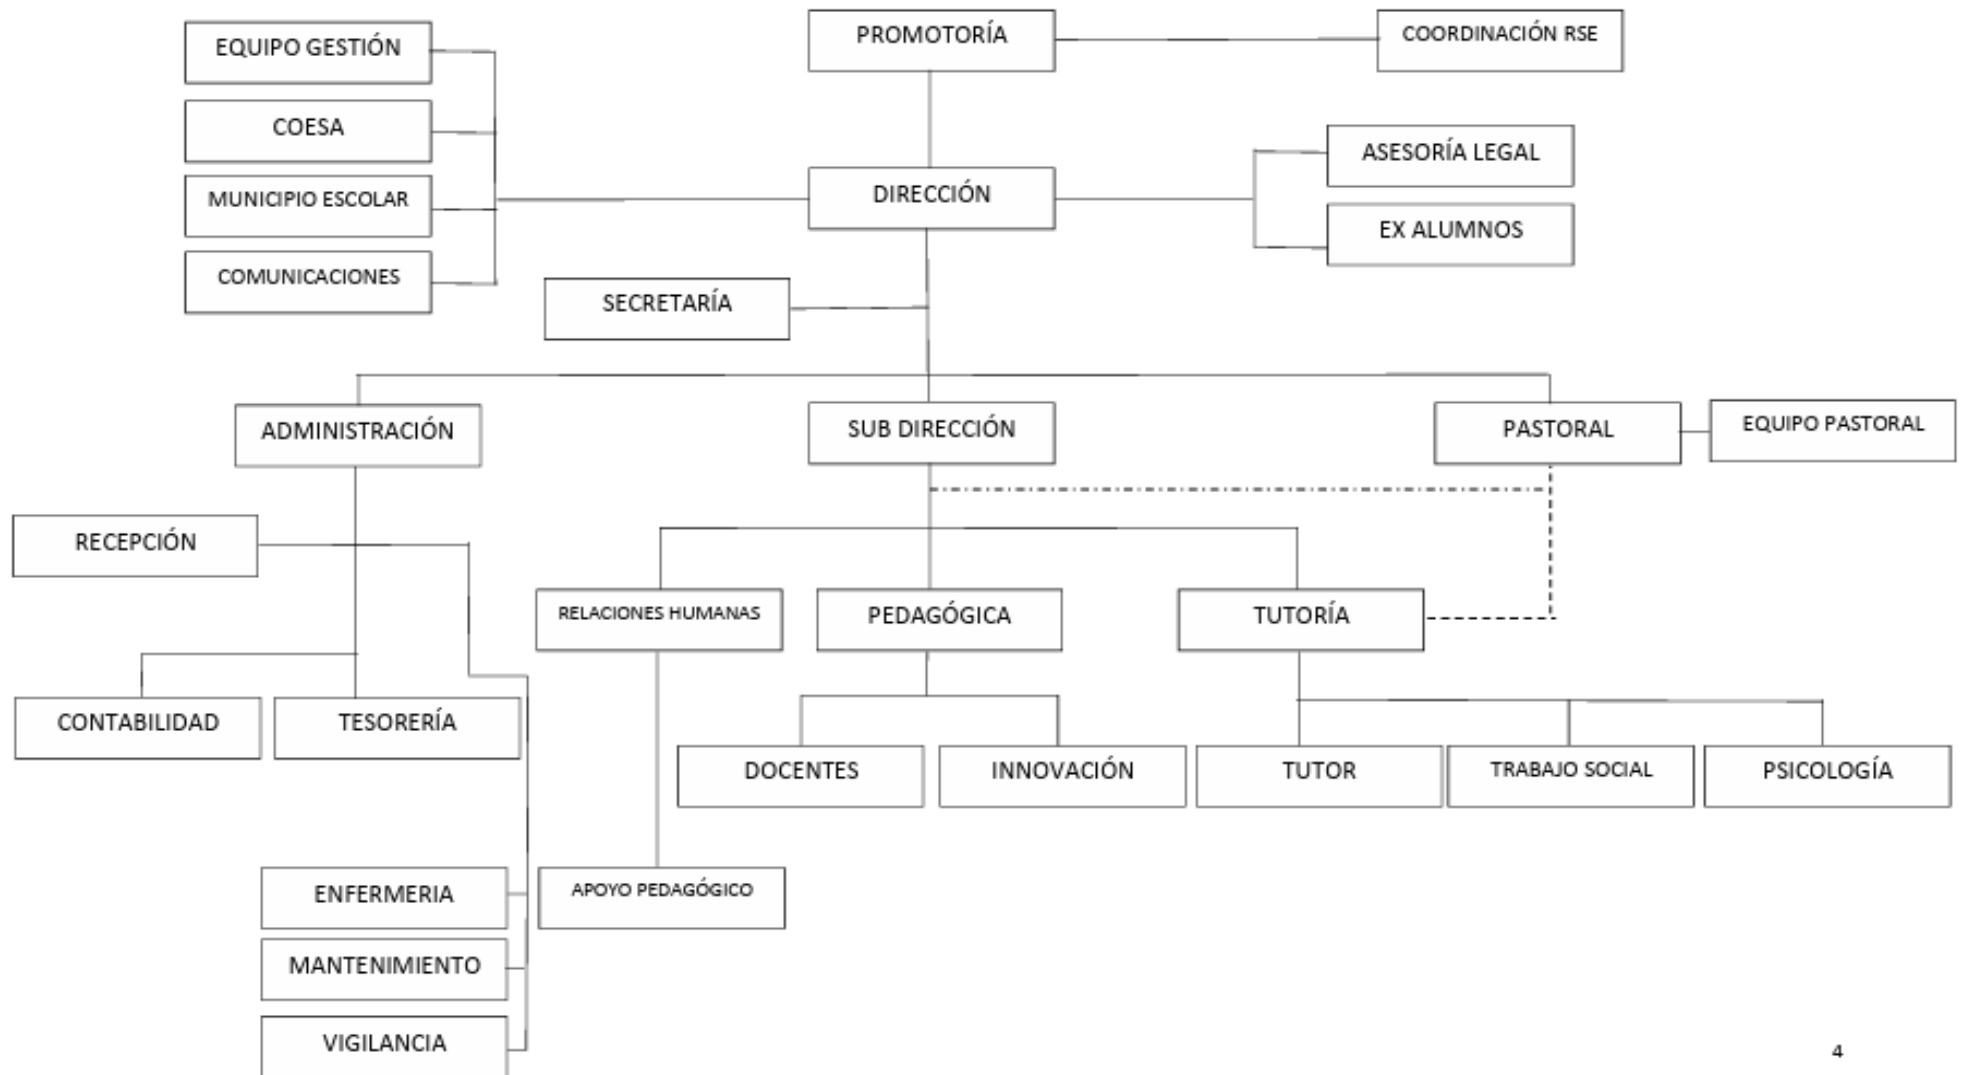 PROMOTORÍA
COORDINACIÓN RSE
EQUIPO GESTIÓN
COESA
MUNICIPIO ESCOLAR
COMUNICACIONES
ASESORÍA LEGAL
DIRECCIÓN
EX ALUMNOS
SECRETARÍA
ADMINISTRACIÓN
SUB DIRECCIÓN
PASTORAL
EQUIPO PASTORAL
RECEPCIÓN
RELACIONES HUMANAS
PEDAGÓGICA
TUTORÍA
CONTABILIDAD
TESORERÍA
DOCENTES
INNOVACIÓN
TUTOR
TRABAJO SOCIAL
PSICOLOGÍA
ENFERMERIA
APOYO PEDAGÓGICO
MANTENIMIENTO
VIGILANCIA
4